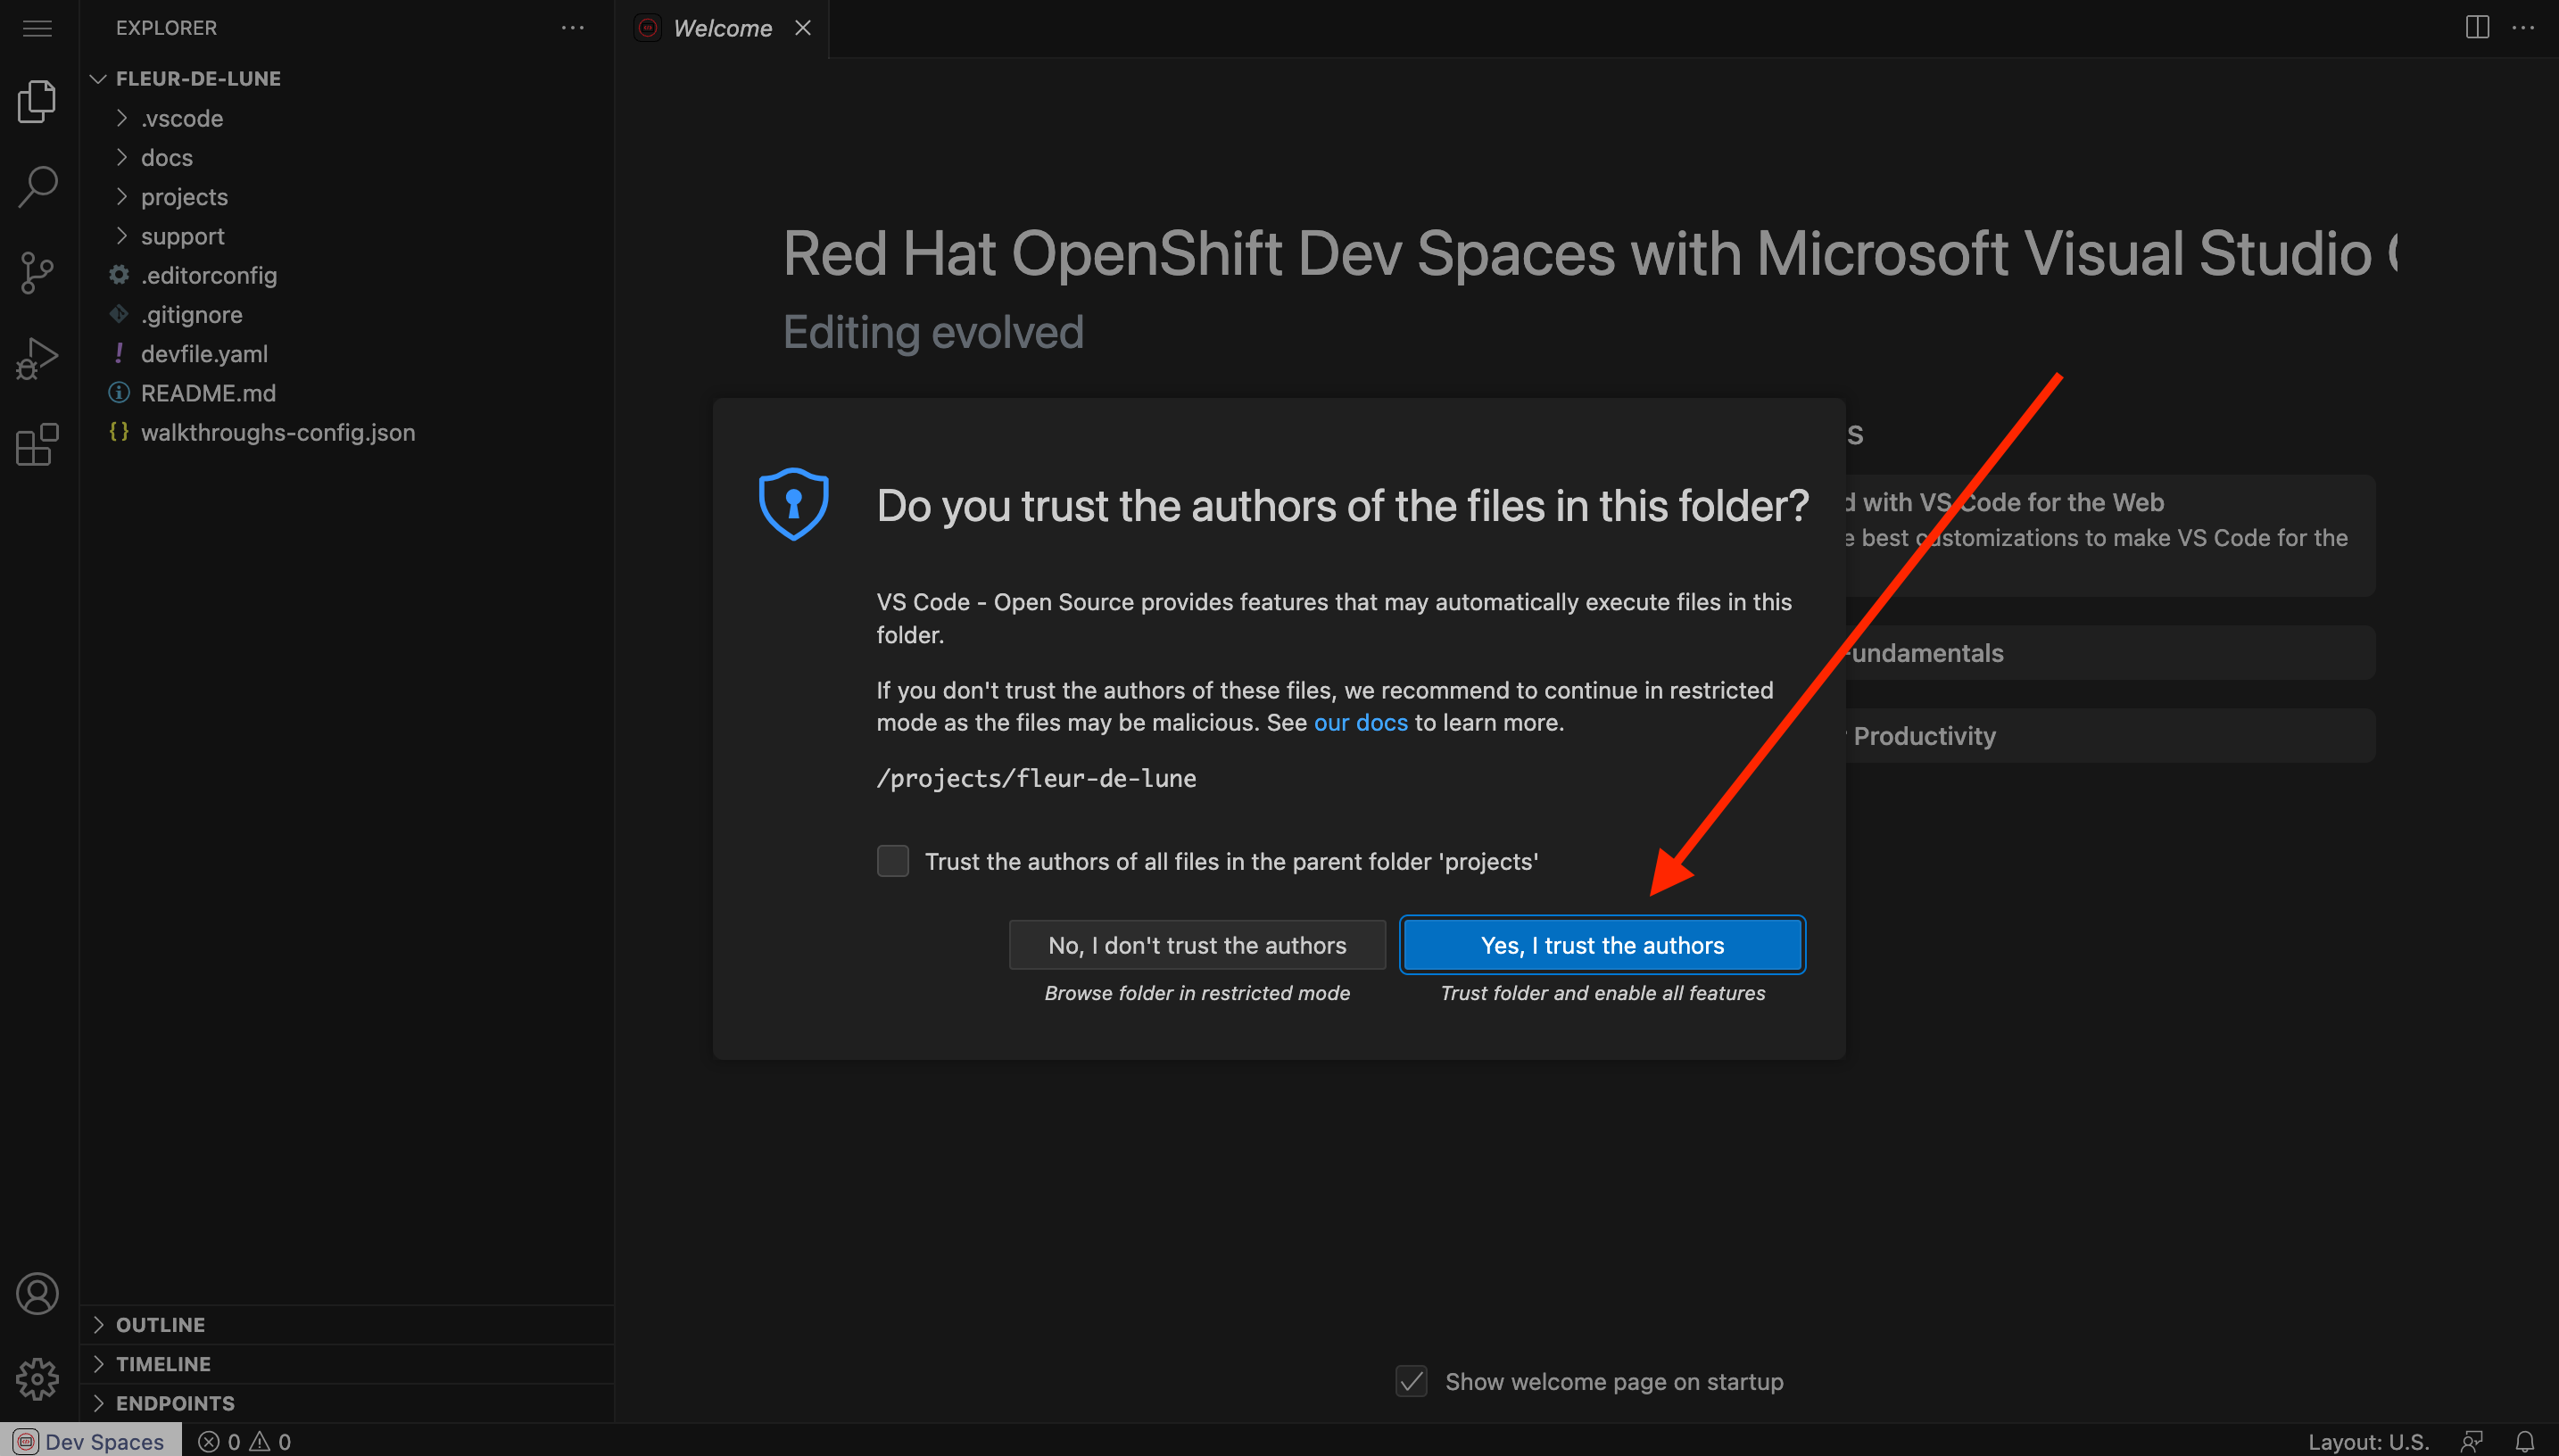 EXPLORER
Welcome
FLEUR-DE-LUNE
.vscode
docs
projects
support
.editorconfig
.gitignore
devfile.yaml
README.md
walkthroughs-config.json
OUTLINE
TIMELINE
ENDPOINTS
Red Hat OpenShift Dev Spaces with Microsoft Visual Studio
Editing evolved
s
d with VS Code for the Web
e best customizations to make VS Code for the
Fundamentals
Productivity
Do you trust the authors of the files in this folder?
VS Code - Open Source provides features that may automatically execute files in this
folder.
If you don't trust the authors of these files, we recommend to continue in restricted
mode as the files may be malicious. See our docs to learn more.
/projects/fleur-de-lune
Trust the authors of all files in the parent folder 'projects'
No, I don't trust the authors
Yes, I trust the authors
Browse folder in restricted mode
Trust folder and enable all features
Show welcome page on startup
Dev Spaces
0
0
Layout: U.S.